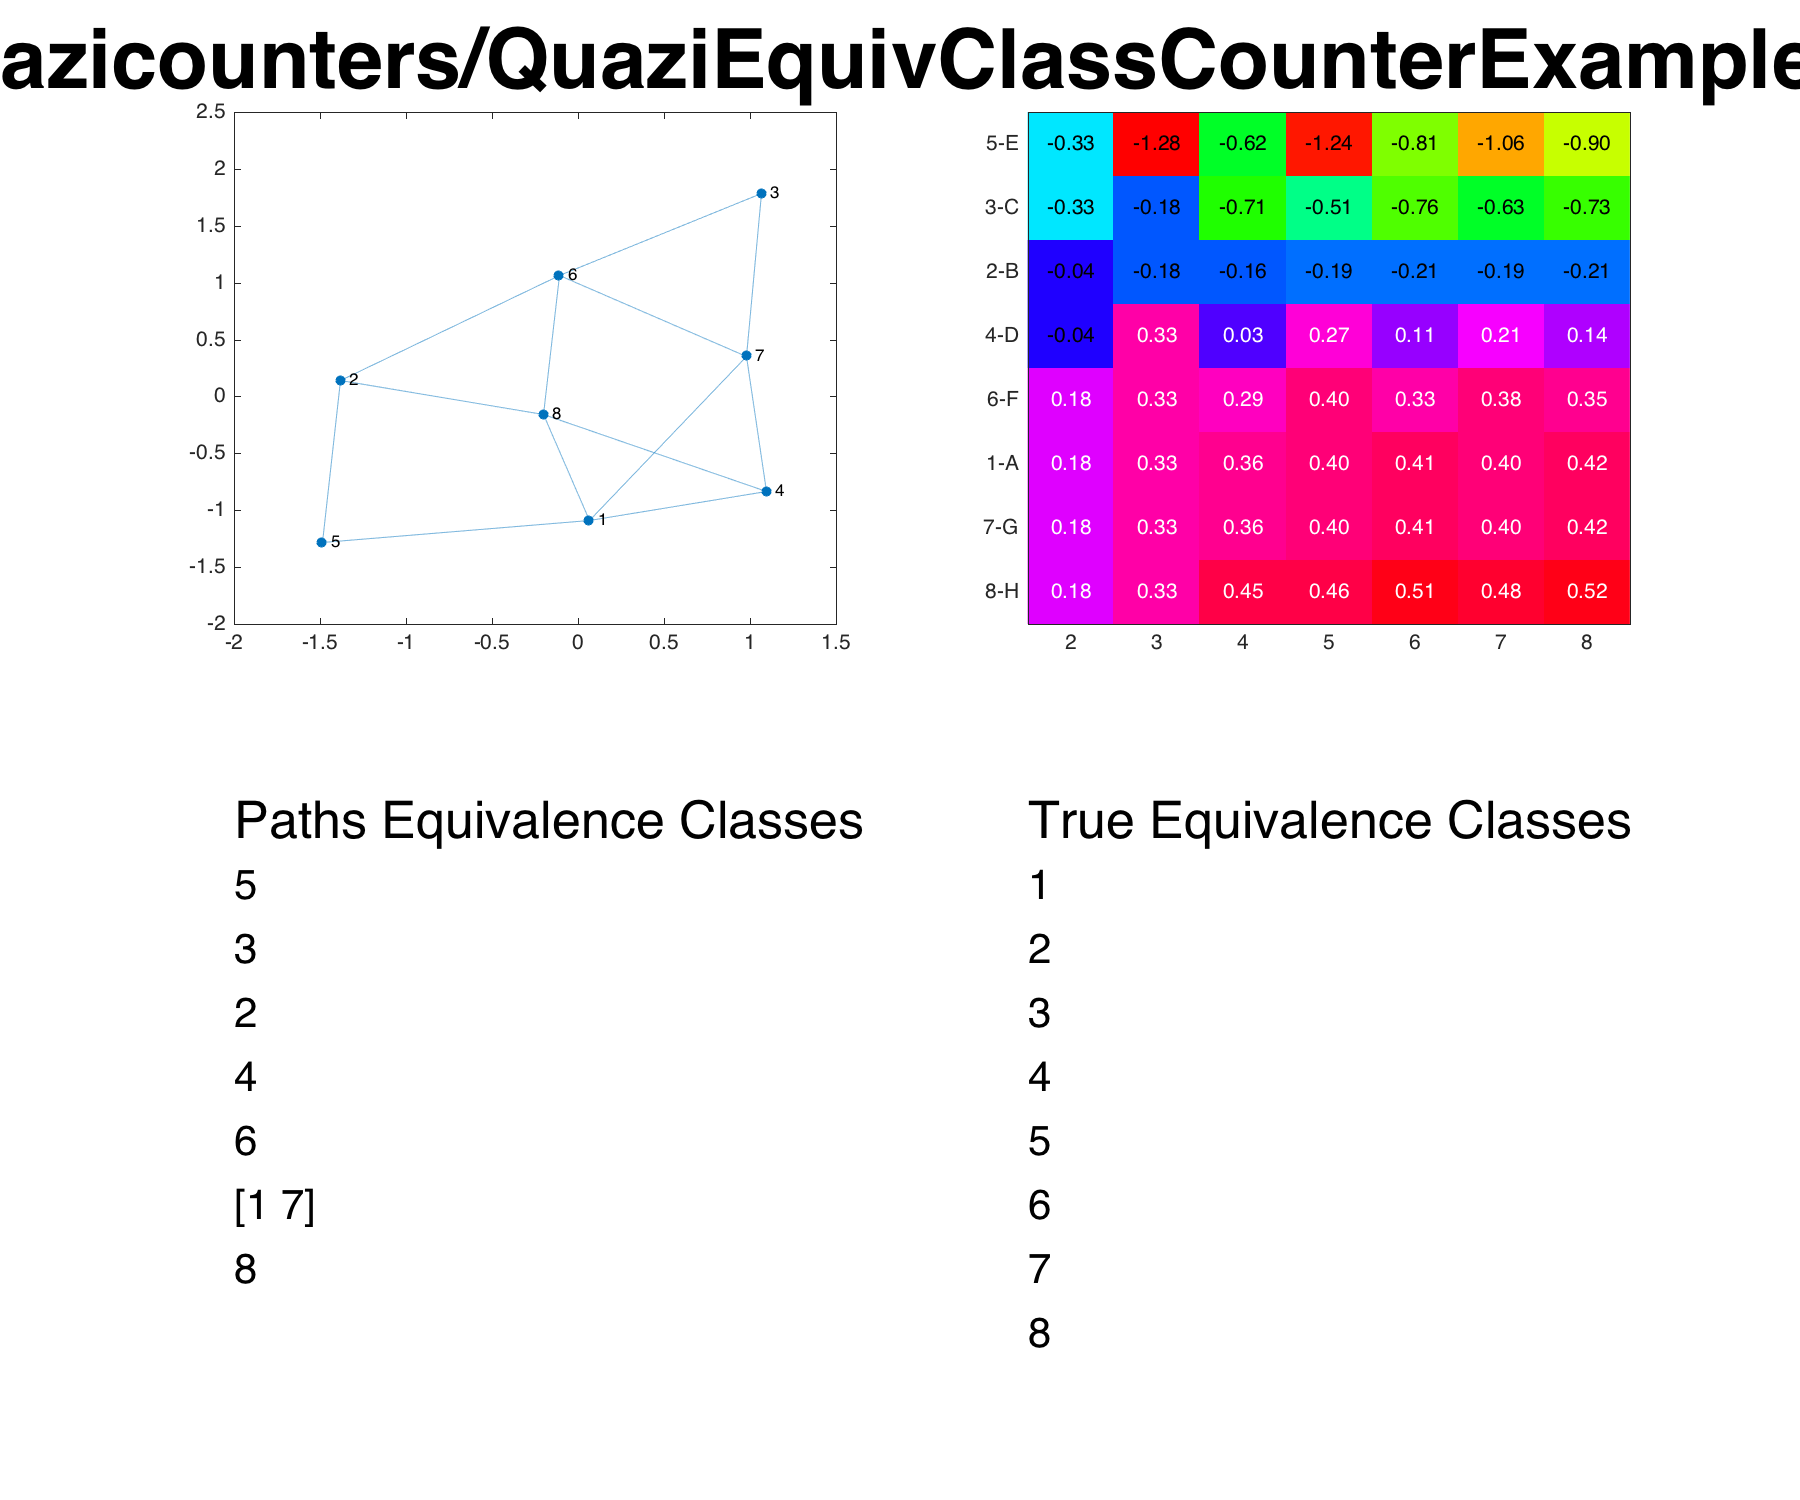 azicounters/QuaziEquivClassCounterExample
2.5
2
1.5
1
0.5
0
-0.5
-1
-1.5
-2
-2 -1.5 -1 -0.5 0 0.5 1 1.5
3
6
7
2
8
4
1
5
5-E -0.33 -1.28 -0.62 -1.24 -0.81 -1.06 -0.90
3-C -0.33 -0.18 -0.71 -0.51 -0.76 -0.63 -0.73
2-B -0.04 -0.18 -0.16 -0.19 -0.21 -0.19 -0.21
4-D -0.04 0.33 0.03 0.27 0.11 0.21 0.14
6-F 0.18 0.33 0.29 0.40 0.33 0.38 0.35
1-A 0.18 0.33 0.36 0.40 0.41 0.40 0.42
7-G 0.18 0.33 0.36 0.40 0.41 0.40 0.42
8-H 0.18 0.33 0.45 0.46 0.51 0.48 0.52
2 3 4 5 6 7 8
Paths Equivalence Classes
5
3
2
4
6
[1 7]
8
True Equivalence Classes
1
2
3
4
5
6
7
8